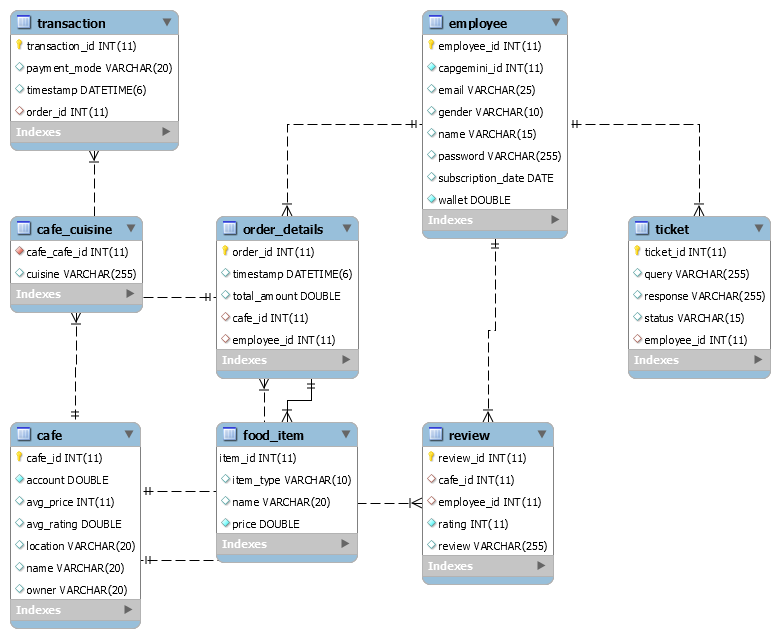 transaction
transaction_id INT(11)
payment_mode VARCHAR(20)
timestamp DATETIME(6)
order_id INT(11)
Indexes
employee
employee_id INT(11)
capgemini_id INT(11)
email VARCHAR(25)
gender VARCHAR(10)
name VARCHAR(15)
password VARCHAR(255)
subscription_date DATE
wallet DOUBLE
Indexes
cafe_cuisine
cafe_cafe_id INT(11)
cuisine VARCHAR(255)
Indexes
order_details
order_id INT(11)
timestamp DATETIME(6)
total_amount DOUBLE
cafe_id INT(11)
employee_id INT(11)
Indexes
ticket
ticket_id INT(11)
query VARCHAR(255)
response VARCHAR(255)
status VARCHAR(15)
employee_id INT(11)
Indexes
cafe
cafe_id INT(11)
account DOUBLE
avg_price INT(11)
avg_rating DOUBLE
location VARCHAR(20)
name VARCHAR(20)
owner VARCHAR(20)
Indexes
food_item
item_id INT(11)
item_type VARCHAR(10)
name VARCHAR(20)
price DOUBLE
Indexes
review
review_id INT(11)
cafe_id INT(11)
employee_id INT(11)
rating INT(11)
review VARCHAR(255)
Indexes